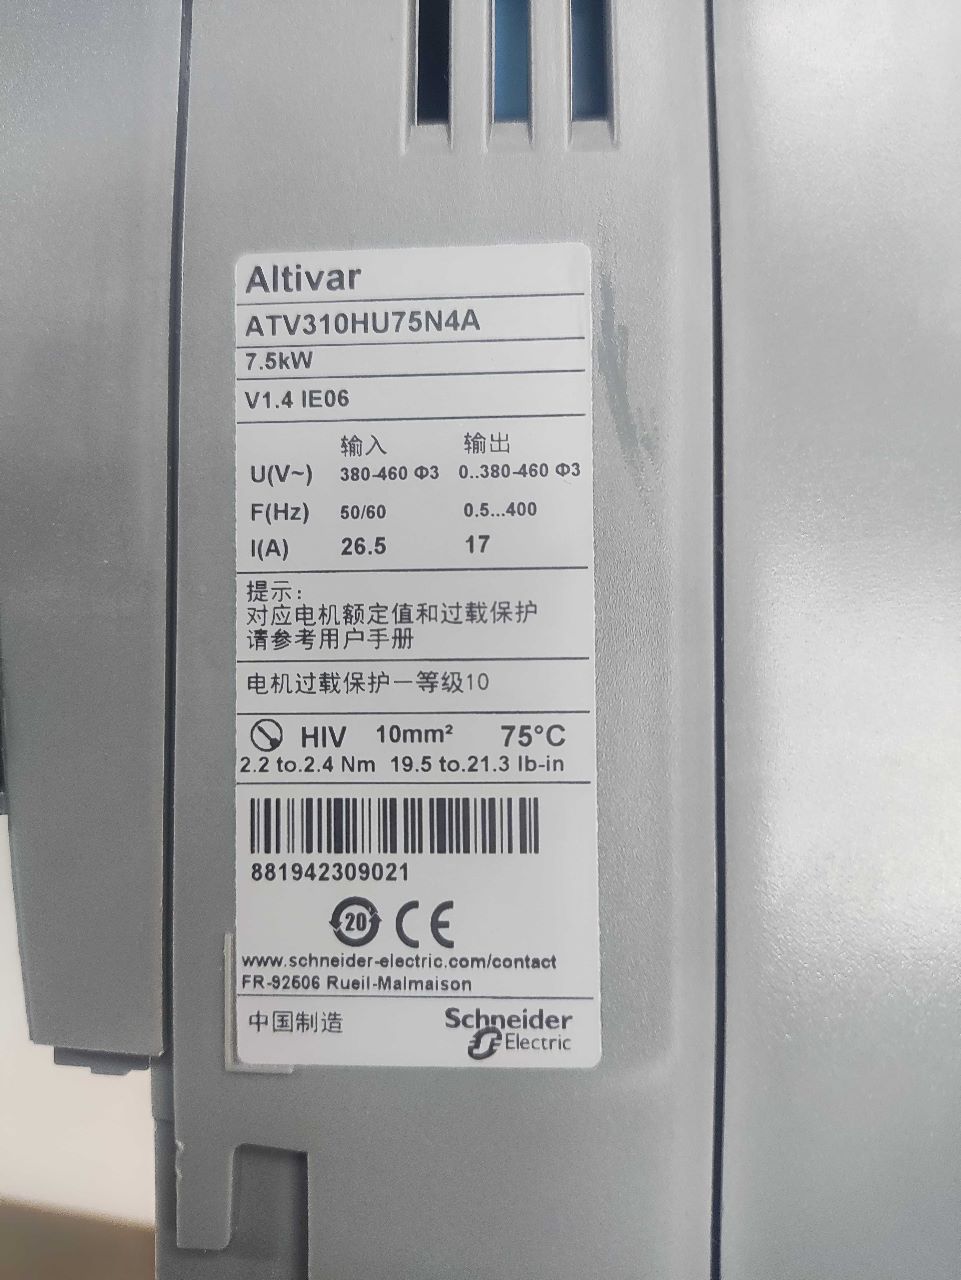 Altivar
ATV310HU75N4A
7.5kW
V1.4 IE06
输入 输出
U(V~) 380-460 Φ3 0..380-460 Φ3
F(Hz) 50/60 0.5...400
I(A) 26.5 17
提示:
对应电机额定值和过载保护
请参考用户手册
电机过载保护一等级10
HIV 10mm² 75°C
2.2 to.2.4 Nm 19.5 to.21.3 lb-in
881942309021
20 CE
www.schneider-electric.com/contact
FR-92506 Rueil-Malmaison
中国制造
Schneider
Electric